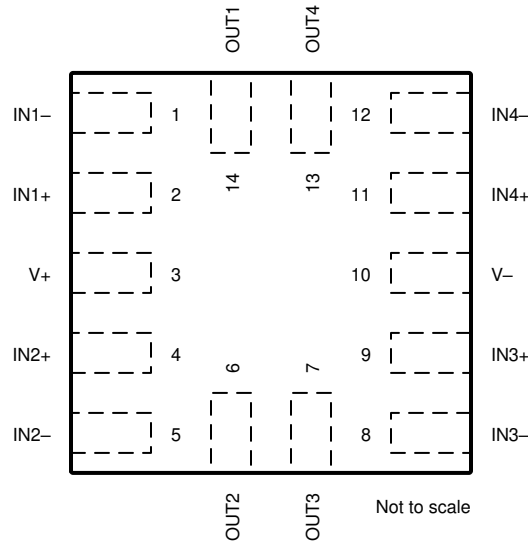 OUT1
OUT4
IN1–
1
12
IN4–
IN1+
2
14
13
11
IN4+
V+
3
10
V–
IN2+
4
6
7
9
IN3+
IN2–
5
8
IN3–
OUT2
OUT3
Not to scale